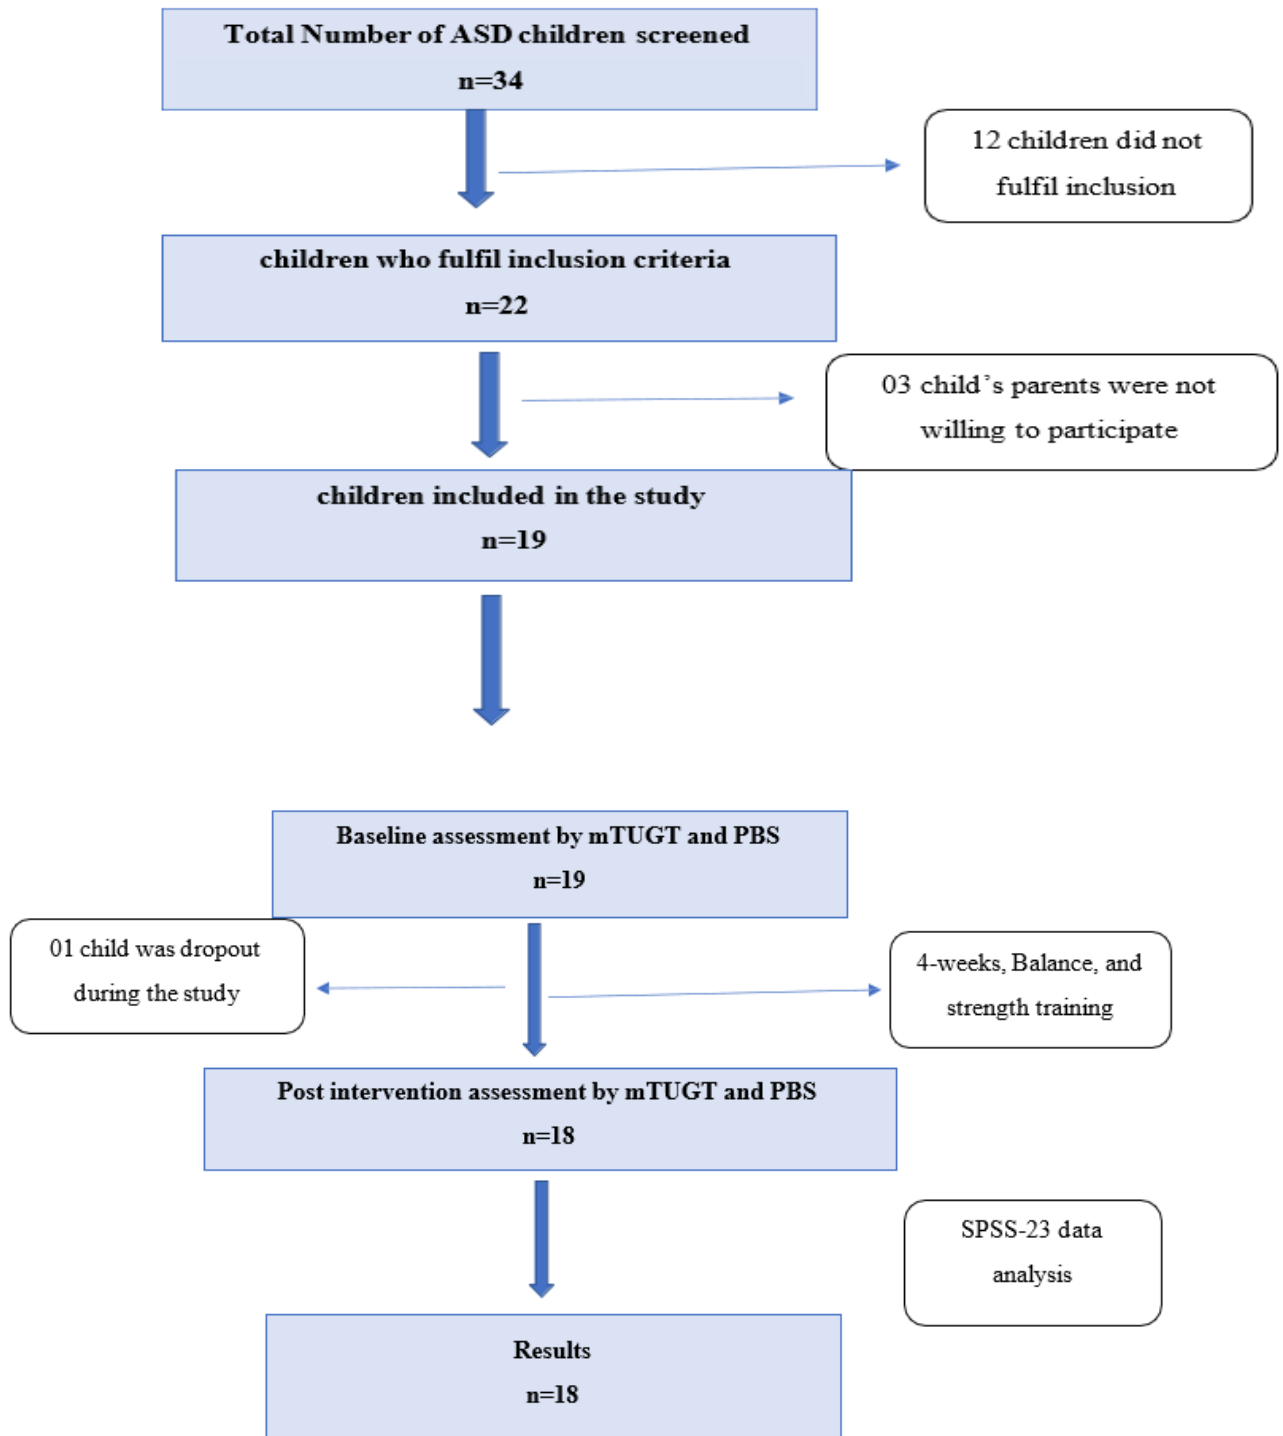 Total Number of ASD children screened
n=34
12 children did not
fulfil inclusion
children who fulfil inclusion criteria
n=22
03 child’s parents were not
willing to participate
children included in the study
n=19
Baseline assessment by mTUGT and PBS
n=19
01 child was dropout
during the study
4-weeks, Balance, and
strength training
Post intervention assessment by mTUGT and PBS
n=18
SPSS-23 data
analysis
Results
n=18